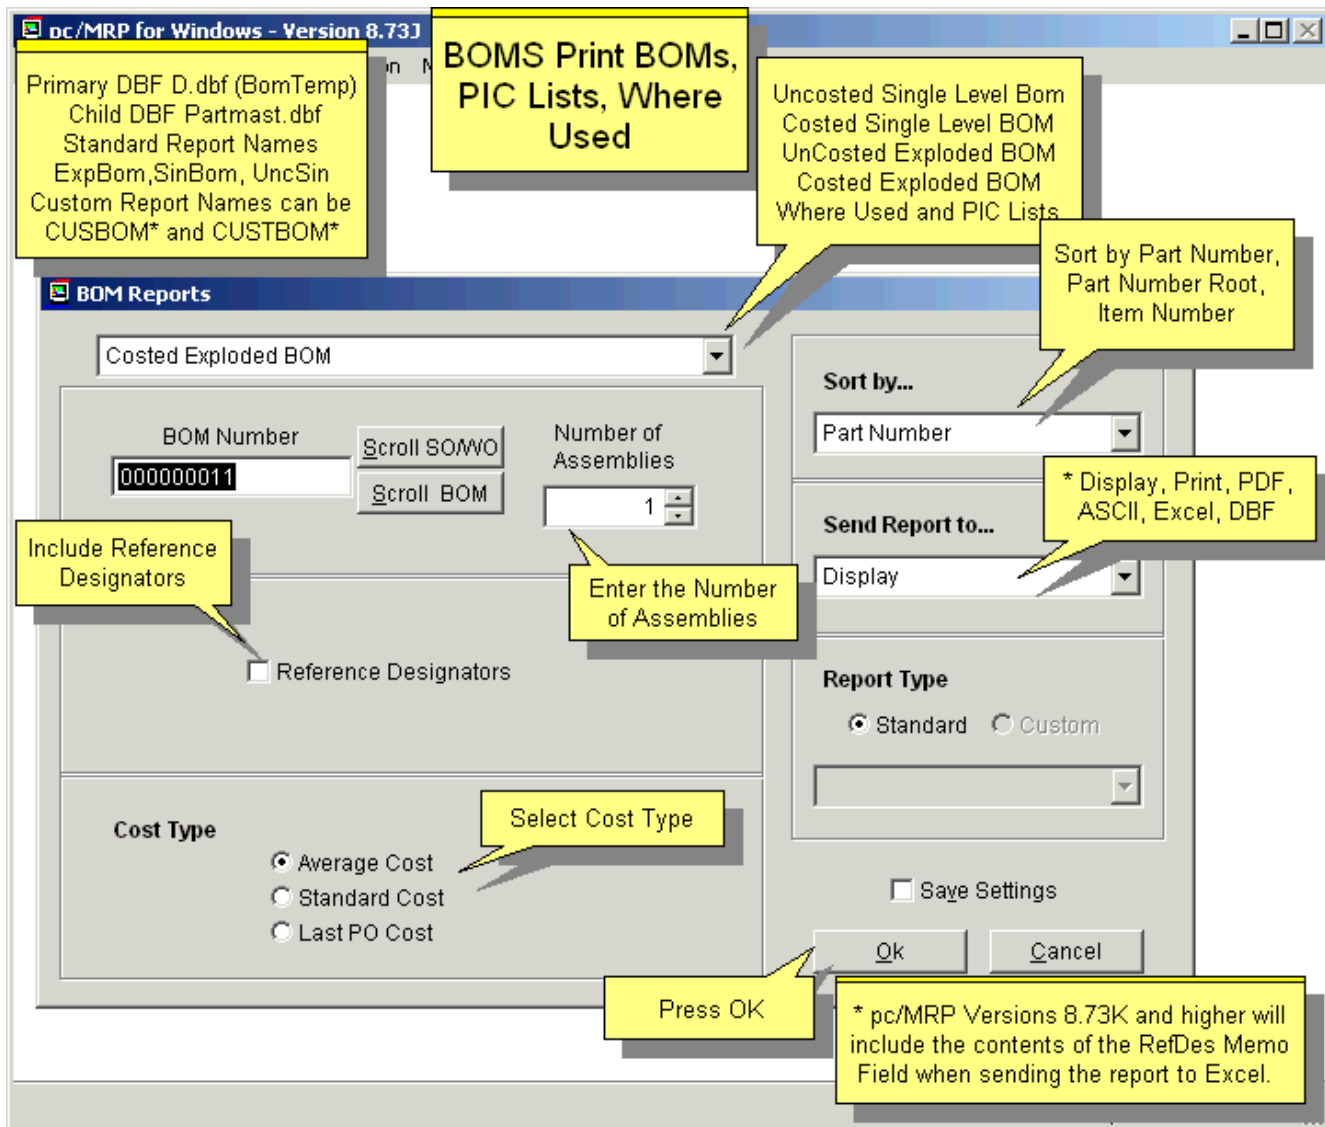 pc/MRP for Windows - Version 8.73J
BOMS Print BOMs,
PIC Lists, Where
Used
Primary DBF D.dbf (BomTemp)
Child DBF Partmast.dbf
Standard Report Names
ExpBom,SinBom, UncSin
Custom Report Names can be
CUSBOM* and CUSTBOM*
Uncosted Single Level Bom
Costed Single Level BOM
UnCosted Exploded BOM
Costed Exploded BOM
Where Used and PIC Lists
Sort by Part Number,
Part Number Root,
Item Number
BOM Reports
Costed Exploded BOM
BOM Number
000000011
Scroll SO/WO
Scroll BOM
Number of
Assemblies
1
Sort by...
Part Number
* Display, Print, PDF,
ASCII, Excel, DBF
Send Report to...
Display
Include Reference
Designators
Enter the Number
of Assemblies
Reference Designators
Report Type
Standard Custom
Cost Type
Select Cost Type
Average Cost
Standard Cost
Last PO Cost
Save Settings
Ok Cancel
Press OK
* pc/MRP Versions 8.73K and higher will
include the contents of the RefDes Memo
Field when sending the report to Excel.